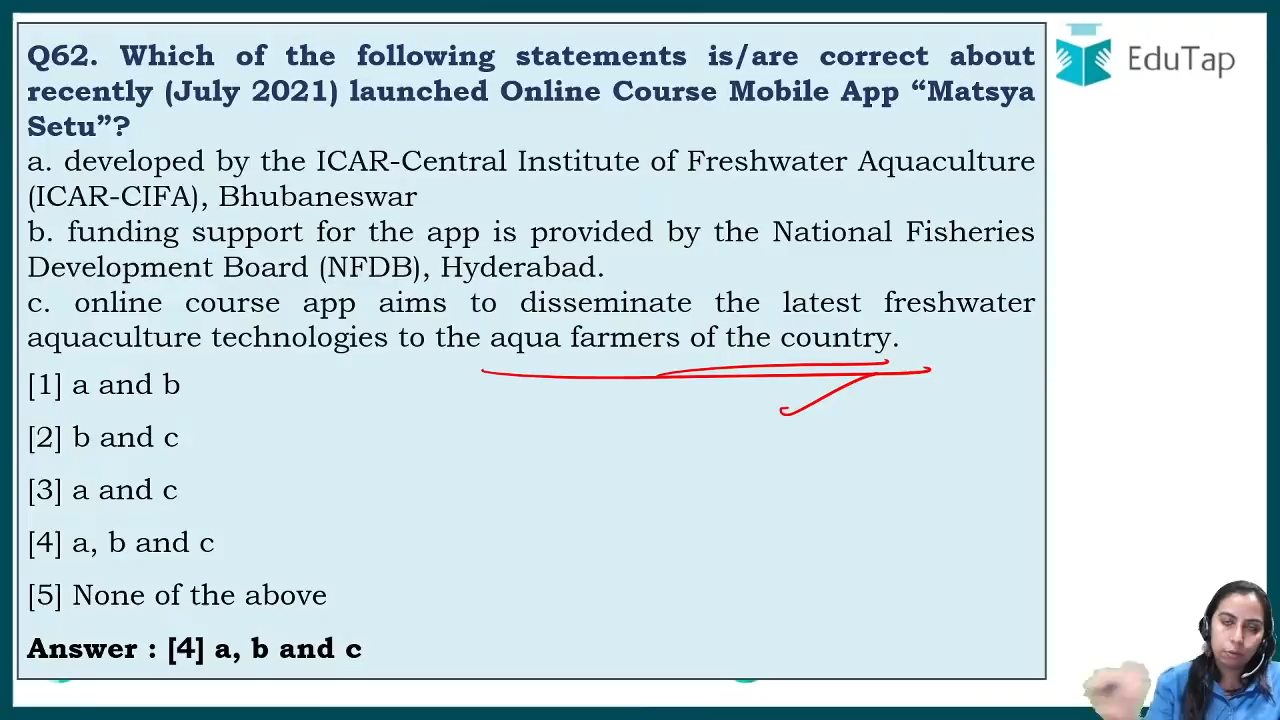 Q62. Which of the following statements is/are correct about
recently (July 2021) launched Online Course Mobile App “Matsya
Setu”?
a. developed by the ICAR-Central Institute of Freshwater Aquaculture
(ICAR-CIFA), Bhubaneswar
b. funding support for the app is provided by the National Fisheries
Development Board (NFDB), Hyderabad.
c. online course app aims to disseminate the latest freshwater
aquaculture technologies to the aqua farmers of the country.
[1] a and b
[2] b and c
[3] a and c
[4] a, b and c
[5] None of the above
Answer : [4] a, b and c
EduTap